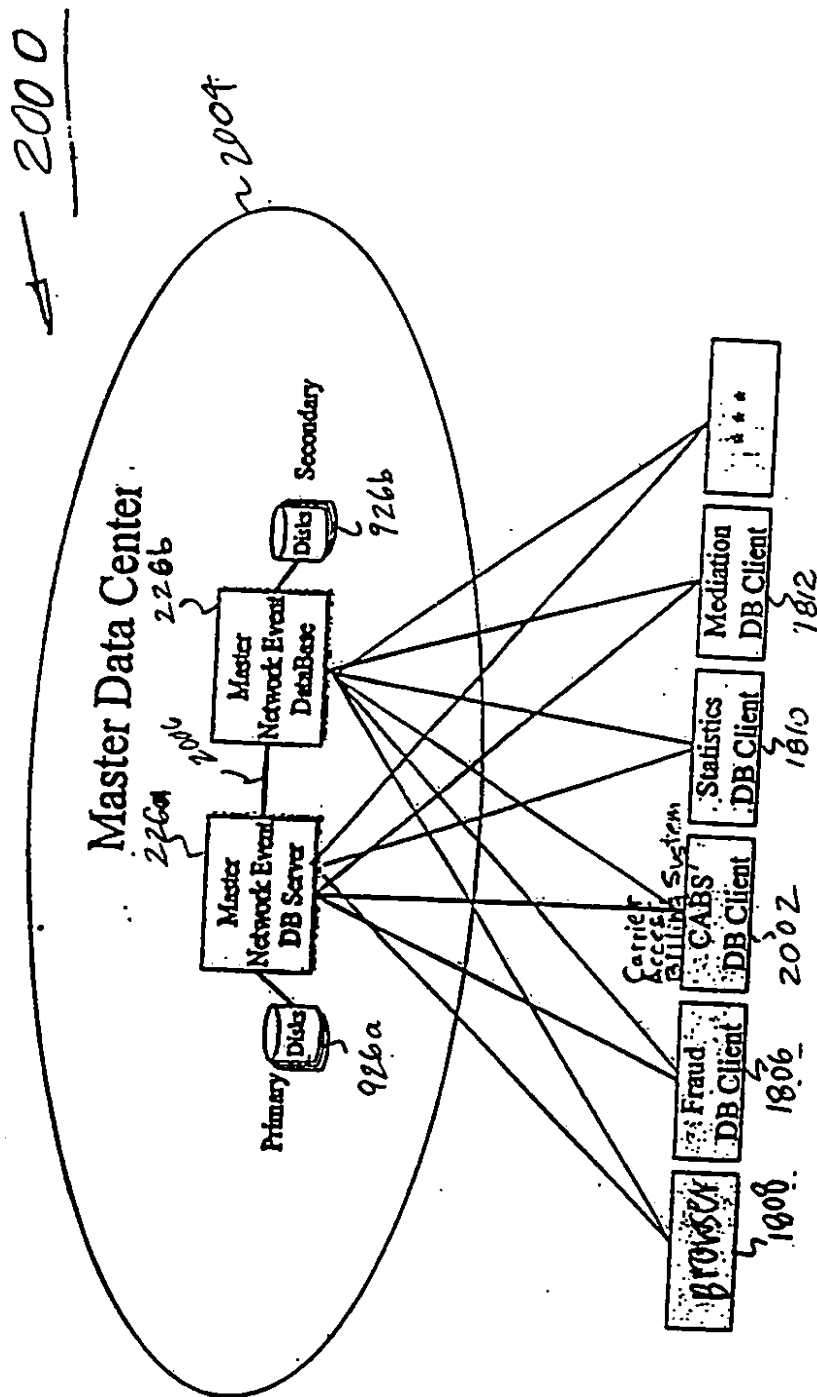 2000
2004
Master Data Center
226a
2006
226b
Master
Network Event
DB Server
Master
Network Event
DataBase
Primary
Disks
926a
Disks
Secondary
926b
Carrier
Access
Billing System
Browser
1808
Fraud
DB Client
1806
CABS
DB Client
2002
Statistics
DB Client
1810
Mediation
DB Client
1812